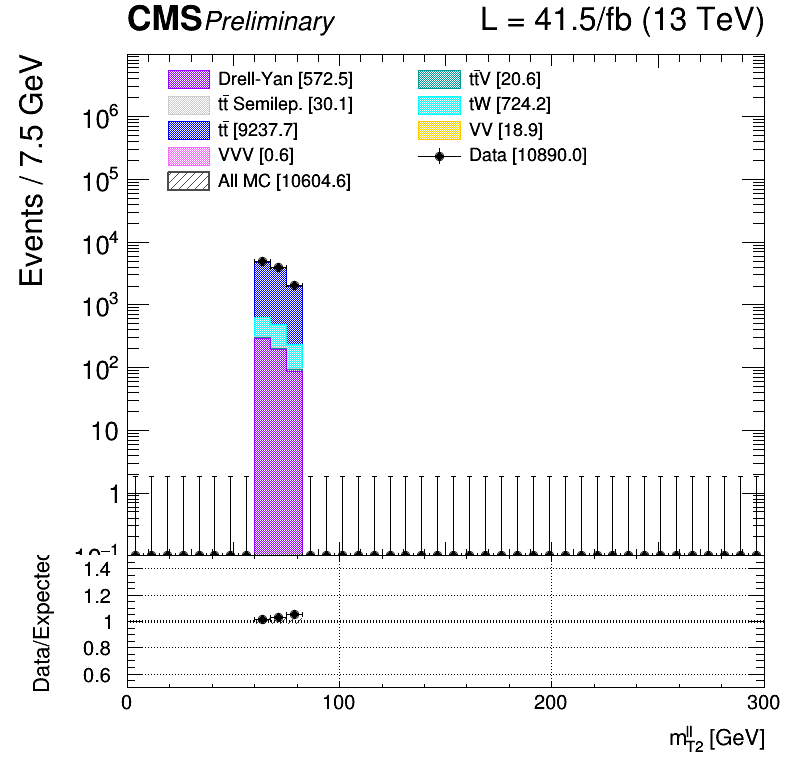 CMS Preliminary L = 41.5/fb (13 TeV)
Events / 7.5 GeV
Drell-Yan [572.5]
tt̄ Semilep. [30.1]
tt̄ [9237.7]
VVV [0.6]
All MC [10604.6]
tt̄V [20.6]
tW [724.2]
VV [18.9]
Data [10890.0]
10⁶
10⁵
10⁴
10³
10²
10
1
10⁻¹
Data/Expected
1.4
1.2
1
0.8
0.6
0 100 200 300
m_{T2}^{ll} [GeV]